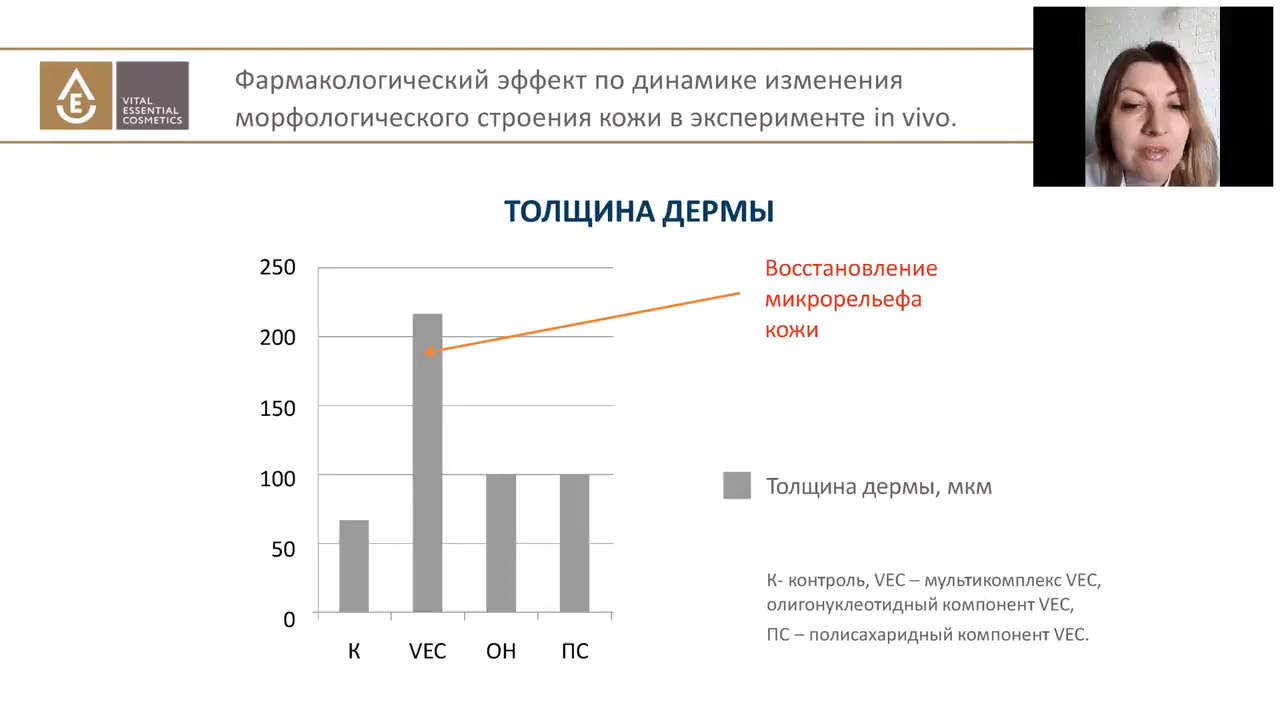 VITAL
ESSENTIAL
COSMETICS
E
Фармакологический эффект по динамике изменения
морфологического строения кожи в эксперименте in vivo.
ТОЛЩИНА ДЕРМЫ
250
200
150
100
50
0
К
VEC
ОН
ПС
Восстановление
микрорельефа
кожи
Толщина дермы, мкм
К- контроль, VEC – мультикомплекс VEC,
олигонуклеотидный компонент VEC,
ПС – полисахаридный компонент VEC.